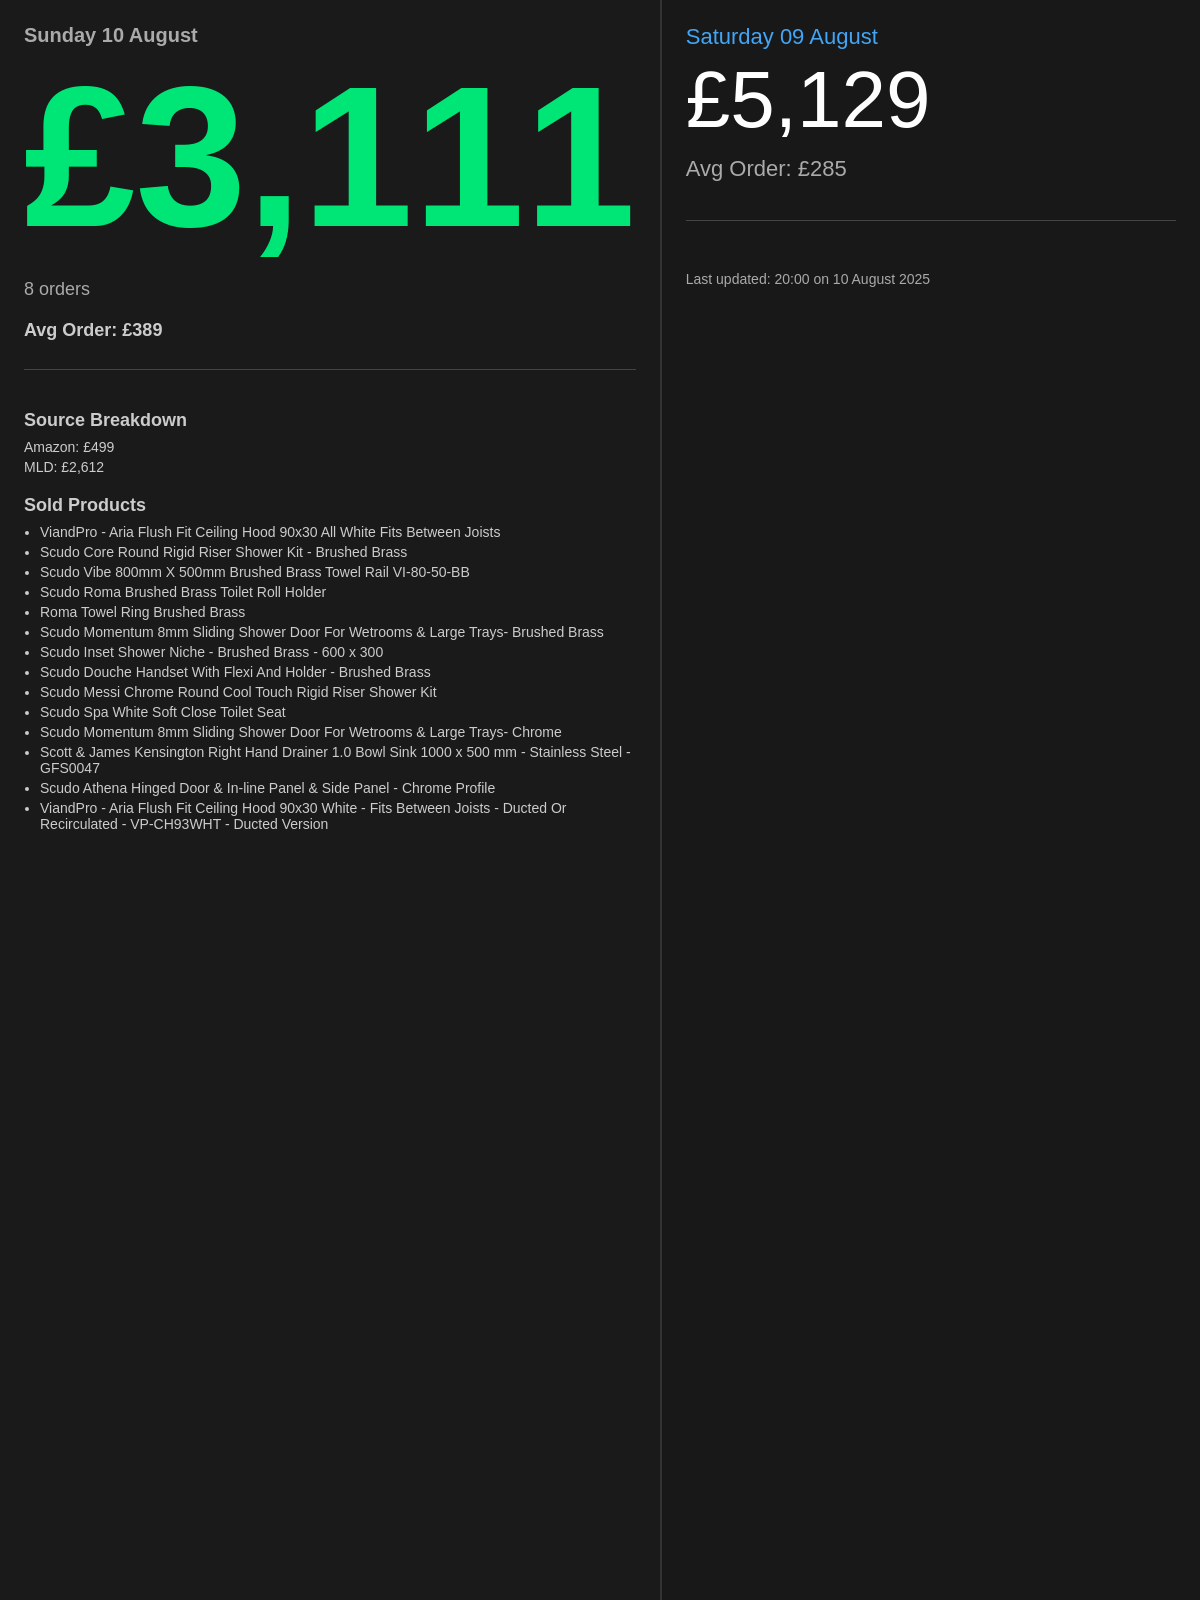 Sunday 10 August
£3,111
8 orders
Avg Order: £389
Source Breakdown
Amazon: £499
MLD: £2,612
Sold Products
• ViandPro - Aria Flush Fit Ceiling Hood 90x30 All White Fits Between Joists
• Scudo Core Round Rigid Riser Shower Kit - Brushed Brass
• Scudo Vibe 800mm X 500mm Brushed Brass Towel Rail VI-80-50-BB
• Scudo Roma Brushed Brass Toilet Roll Holder
• Roma Towel Ring Brushed Brass
• Scudo Momentum 8mm Sliding Shower Door For Wetrooms & Large Trays- Brushed Brass
• Scudo Inset Shower Niche - Brushed Brass - 600 x 300
• Scudo Douche Handset With Flexi And Holder - Brushed Brass
• Scudo Messi Chrome Round Cool Touch Rigid Riser Shower Kit
• Scudo Spa White Soft Close Toilet Seat
• Scudo Momentum 8mm Sliding Shower Door For Wetrooms & Large Trays- Chrome
• Scott & James Kensington Right Hand Drainer 1.0 Bowl Sink 1000 x 500 mm - Stainless Steel -
GFS0047
• Scudo Athena Hinged Door & In-line Panel & Side Panel - Chrome Profile
• ViandPro - Aria Flush Fit Ceiling Hood 90x30 White - Fits Between Joists - Ducted Or
Recirculated - VP-CH93WHT - Ducted Version
Saturday 09 August
£5,129
Avg Order: £285
Last updated: 20:00 on 10 August 2025